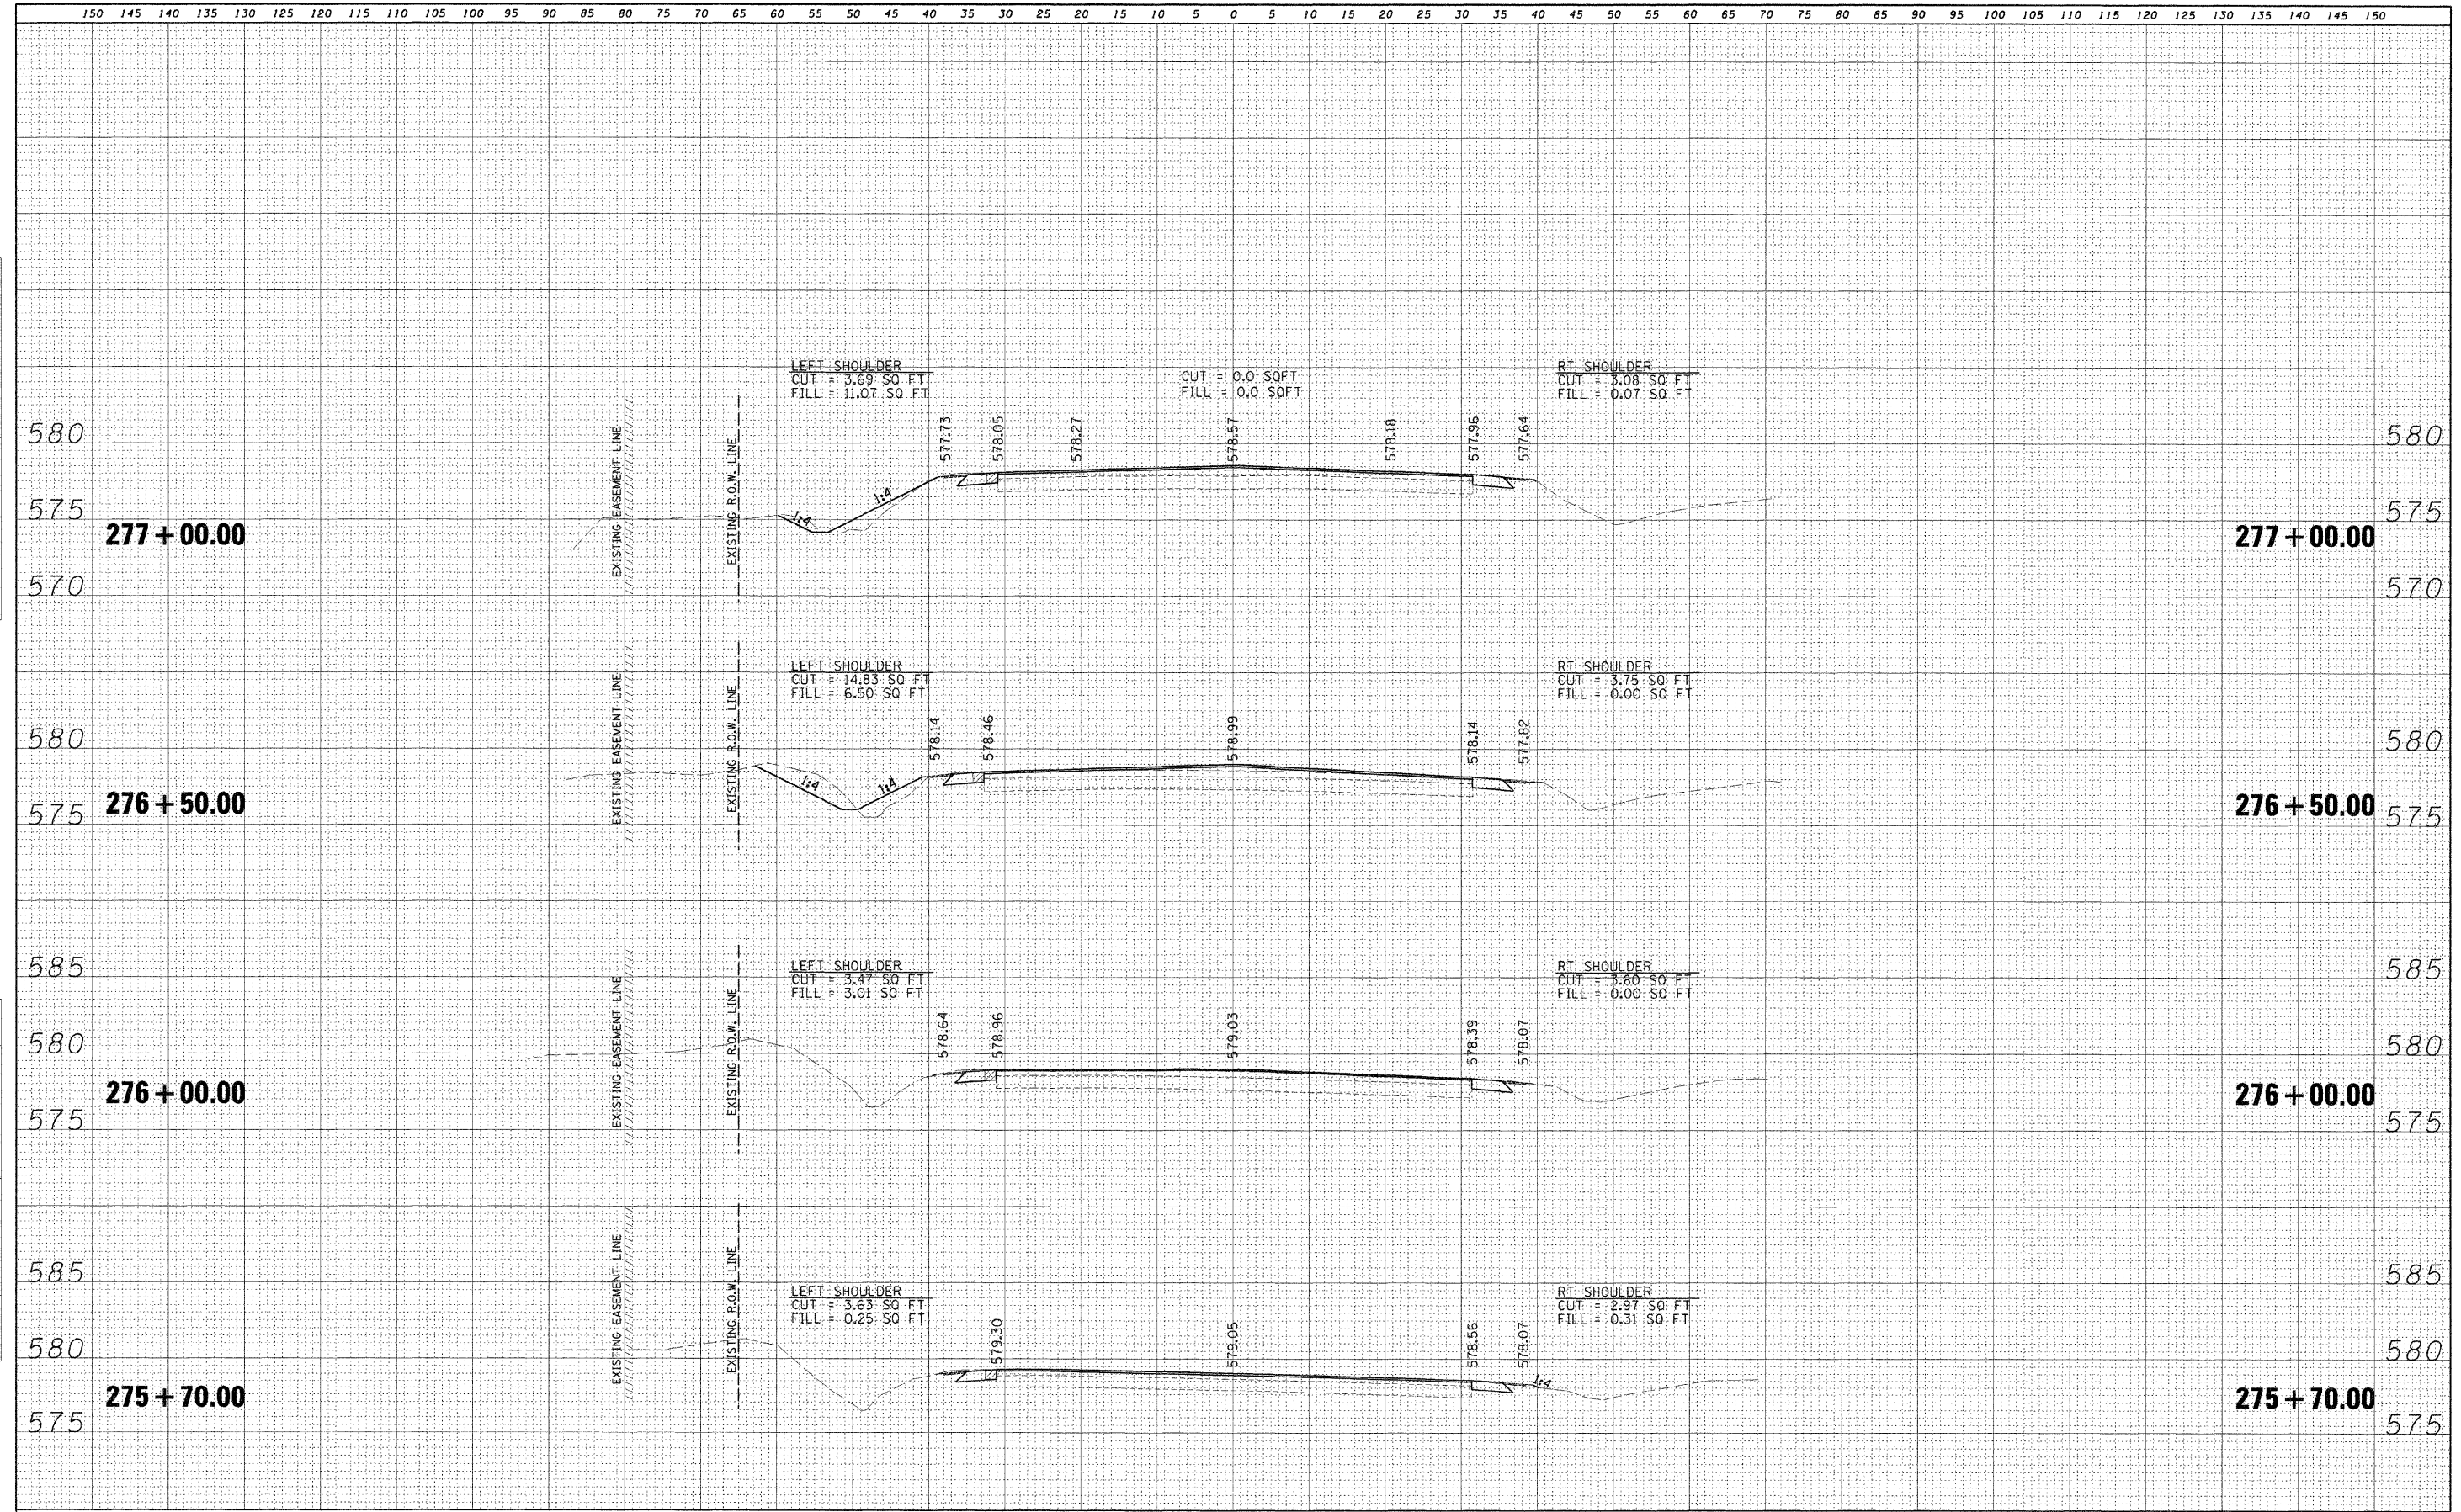 150 145 140 135 130 125 120 115 110 105 100 95 90 85 80 75 70 65 60 55 50 45 40 35 30 25 20 15 10 5 0 5 10 15 20 25 30 35 40 45 50 55 60 65 70 75 80 85 90 95 100 105 110 115 120 125 130 135 140 145 150
LEFT SHOULDER
CUT = 3.69 SQ FT
FILL = 11.07 SQ FT
CUT = 0.0 SQFT
FILL = 0.0 SQFT
RT SHOULDER
CUT = 3.08 SQ FT
FILL = 0.07 SQ FT
EXISTING EASEMENT LINE
EXISTING R.O.W. LINE
577.73
578.05
578.27
578.57
578.18
577.96
577.64
580
580
1:4
1:4
575
575
277+00.00
277+00.00
570
570
LEFT SHOULDER
CUT = 14.83 SQ FT
FILL = 6.50 SQ FT
RT SHOULDER
CUT = 3.75 SQ FT
FILL = 0.00 SQ FT
EXISTING EASEMENT LINE
EXISTING R.O.W. LINE
578.14
578.46
578.99
578.14
577.82
580
580
1:4
1:4
276+50.00
276+50.00
575
575
LEFT SHOULDER
CUT = 3.47 SQ FT
FILL = 3.01 SQ FT
RT SHOULDER
CUT = 3.60 SQ FT
FILL = 0.00 SQ FT
585
585
EXISTING EASEMENT LINE
EXISTING R.O.W. LINE
578.64
578.96
579.03
578.39
578.07
580
580
276+00.00
276+00.00
575
575
585
585
EXISTING EASEMENT LINE
EXISTING R.O.W. LINE
LEFT SHOULDER
CUT = 3.63 SQ FT
FILL = 0.25 SQ FT
RT SHOULDER
CUT = 2.97 SQ FT
FILL = 0.31 SQ FT
579.30
579.05
578.56
578.07
580
580
1:4
275+70.00
275+70.00
575
575